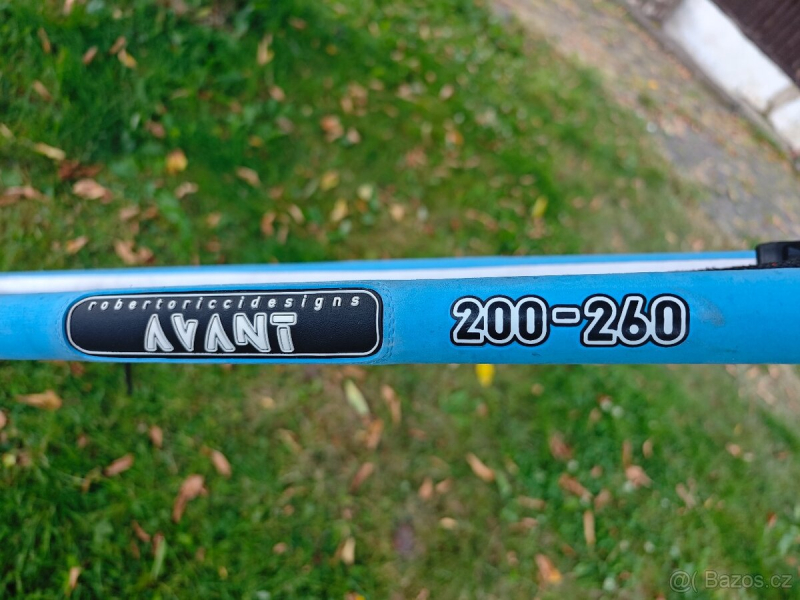 robertoriccidesigns
AVANT
200-260
@ Bazos.cz